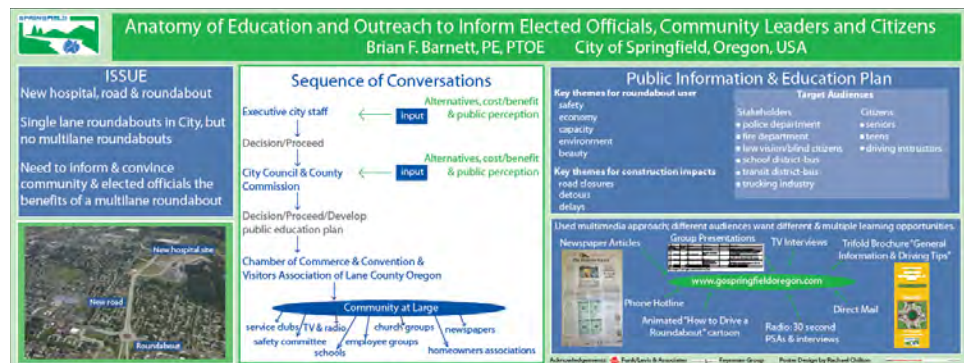 SPRINGFIELD
Anatomy of Education and Outreach to Inform Elected Officials, Community Leaders and Citizens
Brian F. Barnett, PE, PTOE City of Springfield, Oregon, USA
ISSUE
New hospital, road & roundabout
Single lane roundabouts in City, but
no multilane roundabouts
Need to inform & convince
community & elected officials the
benefits of a multilane roundabout
New hospital site
New road
Roundabout
Sequence of Conversations
Executive city staff
Input
Alternatives, cost/benefit
& public perception
Decision/Proceed
City Council & County
Commission
Input
Alternatives, cost/benefit
& public perception
Decision/Proceed/Develop
public education plan
Chamber of Commerce & Convention &
Visitors Association of Lane County Oregon
Community at Large
service clubs
TV & radio
church groups
newspapers
safety committee
employee groups
schools
homeowners associations
Public Information & Education Plan
Key themes for roundabout user
safety
economy
capacity
environment
beauty
Key themes for construction impacts
road closures
detours
delays
Target Audiences
Stakeholders
police department
fire department
low vision/blind citizens
school district-bus
transit district-bus
trucking industry
Citizens
seniors
teens
driving instructors
Used multimedia approach; different audiences want different & multiple learning opportunities.
Newspaper Articles
Group Presentations
TV Interviews
Trifold Brochure "General
Information & Driving Tips"
www.gospringfieldoregon.com
Phone Hotline
Direct Mail
Animated "How to Drive a
Roundabout" cartoon
Radio: 30 second
PSAs & interviews
Acknowledgements: Funk/Levis & Associates
Poster Design by Rachael